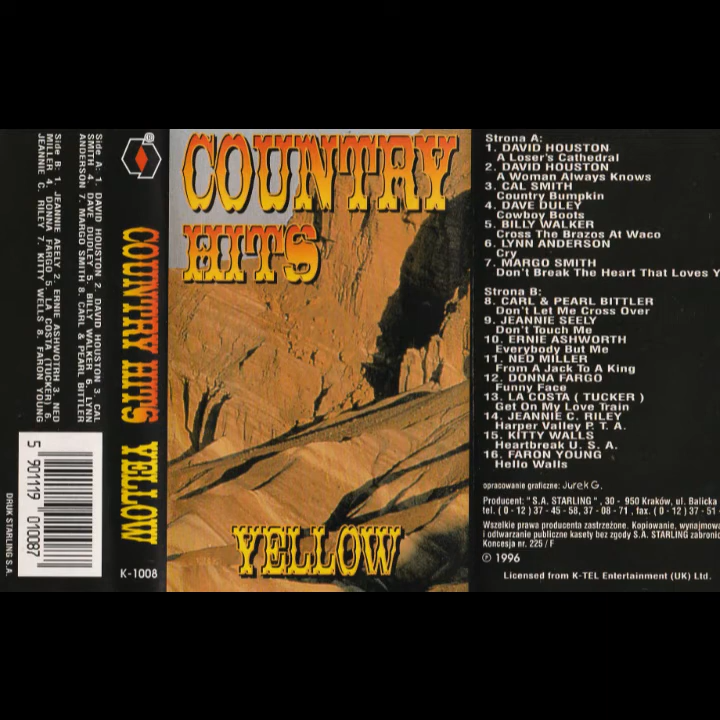 Side A: 1. DAVID HOUSTON 2. DAVID HOUSTON 3. CAL
SMITH 4. DAVE DUDLEY 5. BILLY WALKER 6. LYNN
ANDERSON 7. MARGO SMITH 8. CARL & PEARL BITTLER
Side B: 1. JEANNIE AEELY 2. ERNIE ASHWOTRH 3. NED
MILLER 4. DONNA FARGO 5. LA COSTA (TUCKER) 6.
JEANNIE C. RILEY 7. KITTY WELLS 8. FARON YOUNG
5 901119 010087
DRUK STARLING S.A.
®
COUNTRY HITS YELLOW
K-1008
COUNTRY
HITS
YELLOW
Strona A:
1. DAVID HOUSTON
A Loser's Cathedral
2. DAVID HOUSTON
A Woman Always Knows
3. CAL SMITH
Country Bumpkin
4. DAVE DULEY
Cowboy Boots
5. BILLY WALKER
Cross The Brazos At Waco
6. LYNN ANDERSON
Cry
7. MARGO SMITH
Don't Break The Heart That Loves Y
Strona B:
8. CARL & PEARL BITTLER
Don't Let Me Cross Over
9. JEANNIE SEELY
Don't Touch Me
10. ERNIE ASHWORTH
Everybody But Me
11. NED MILLER
From A Jack To A King
12. DONNA FARGO
Funny Face
13. LA COSTA ( TUCKER )
Get On My Love Train
14. JEANNIE C. RILEY
Harper Valley P. T. A.
15. KITTY WALLS
Heartbreak U. S. A.
16. FARON YOUNG
Hello Walls
opracowanie graficzne: Jurek G.
Producent: "S.A. STARLING", 30 - 950 Kraków, ul. Balicka
tel. ( 0 - 12 ) 37 - 45 - 58, 37 - 08 - 71 , fax. ( 0 - 12 ) 37 - 51 -
Wszelkie prawa producenta zastrzeżone. Kopiowanie, wynajmowa
i odtwarzanie publiczne kasety bez zgody S.A. STARLING zabronio
Koncesja nr. 225 / F
℗ 1996
Licensed from K-TEL Entertainment (UK) Ltd.